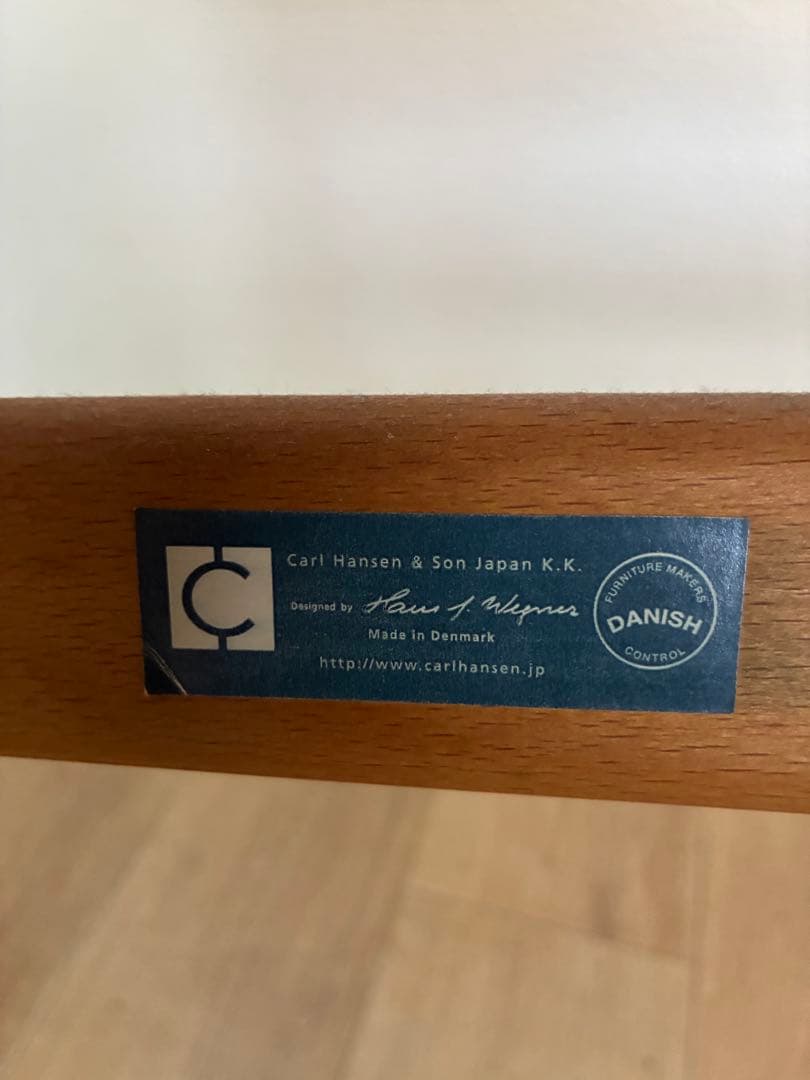 C
Carl Hansen & Son Japan K.K.
Designed by Hans J. Wegner
Made in Denmark
http://www.carlhansen.jp
FURNITURE MAKERS
DANISH
CONTROL